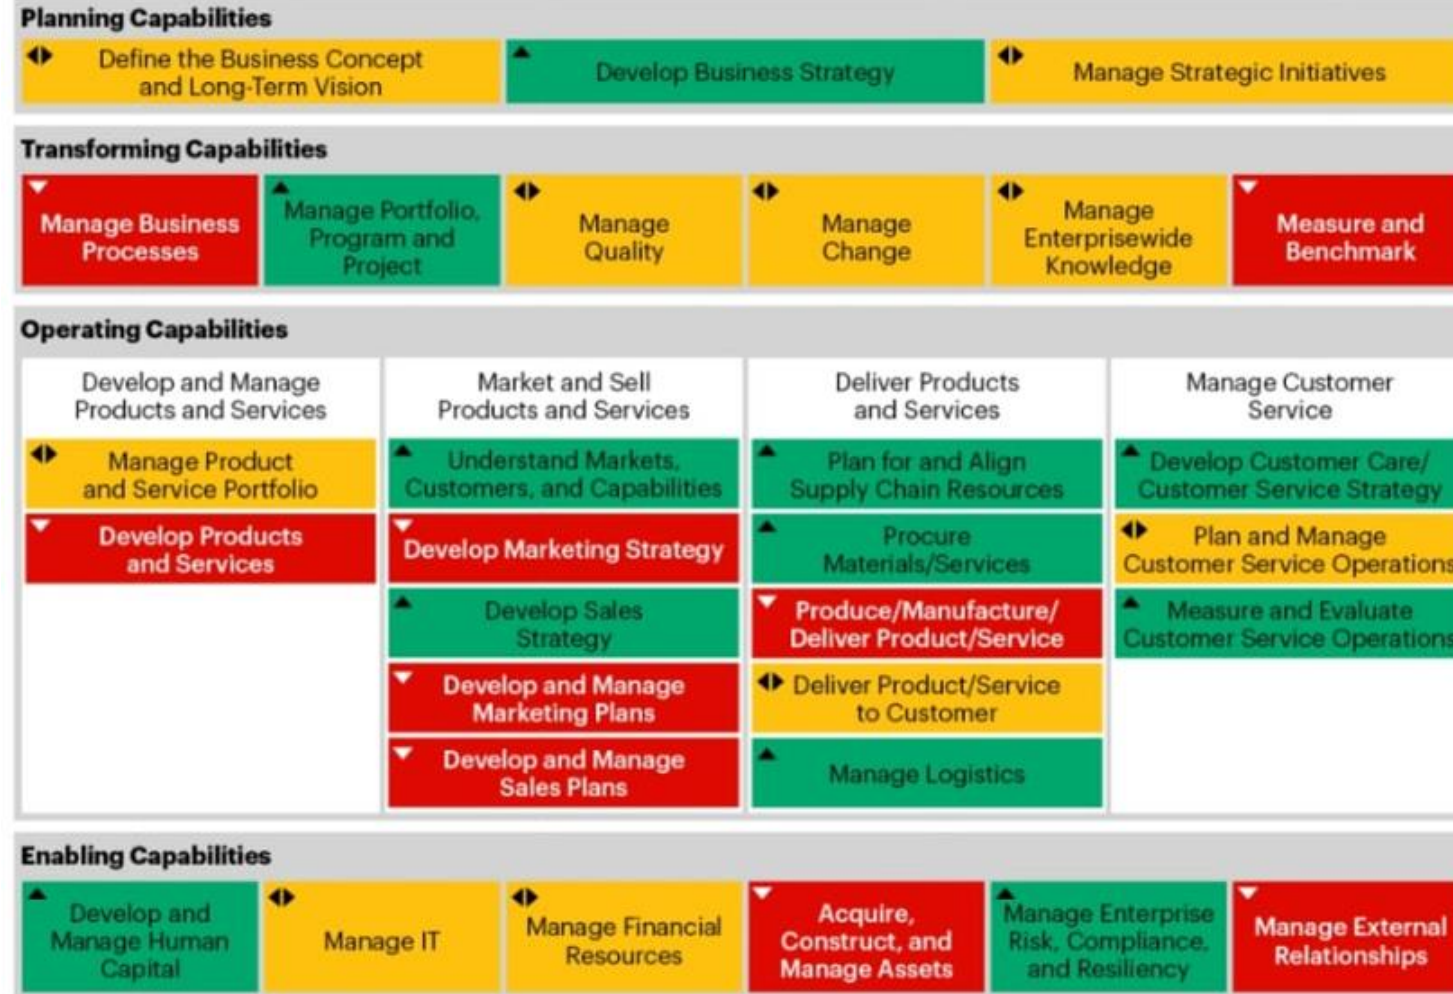 Planning Capabilities
Define the Business Concept
and Long-Term Vision
Develop Business Strategy
Manage Strategic Initiatives
Transforming Capabilities
Manage Business
Processes
Manage Portfolio,
Program and
Project
Manage
Quality
Manage
Change
Manage
Enterprisewide
Knowledge
Measure and
Benchmark
Operating Capabilities
Develop and Manage
Products and Services
Manage Product
and Service Portfolio
Develop Products
and Services
Market and Sell
Products and Services
Understand Markets,
Customers, and Capabilities
Develop Marketing Strategy
Develop Sales
Strategy
Develop and Manage
Marketing Plans
Develop and Manage
Sales Plans
Deliver Products
and Services
Plan for and Align
Supply Chain Resources
Procure
Materials/Services
Produce/Manufacture/
Deliver Product/Service
Deliver Product/Service
to Customer
Manage Logistics
Manage Customer
Service
Develop Customer Care/
Customer Service Strategy
Plan and Manage
Customer Service Operations
Measure and Evaluate
Customer Service Operations
Enabling Capabilities
Develop and
Manage Human
Capital
Manage IT
Manage Financial
Resources
Acquire,
Construct, and
Manage Assets
Manage Enterprise
Risk, Compliance,
and Resiliency
Manage External
Relationships